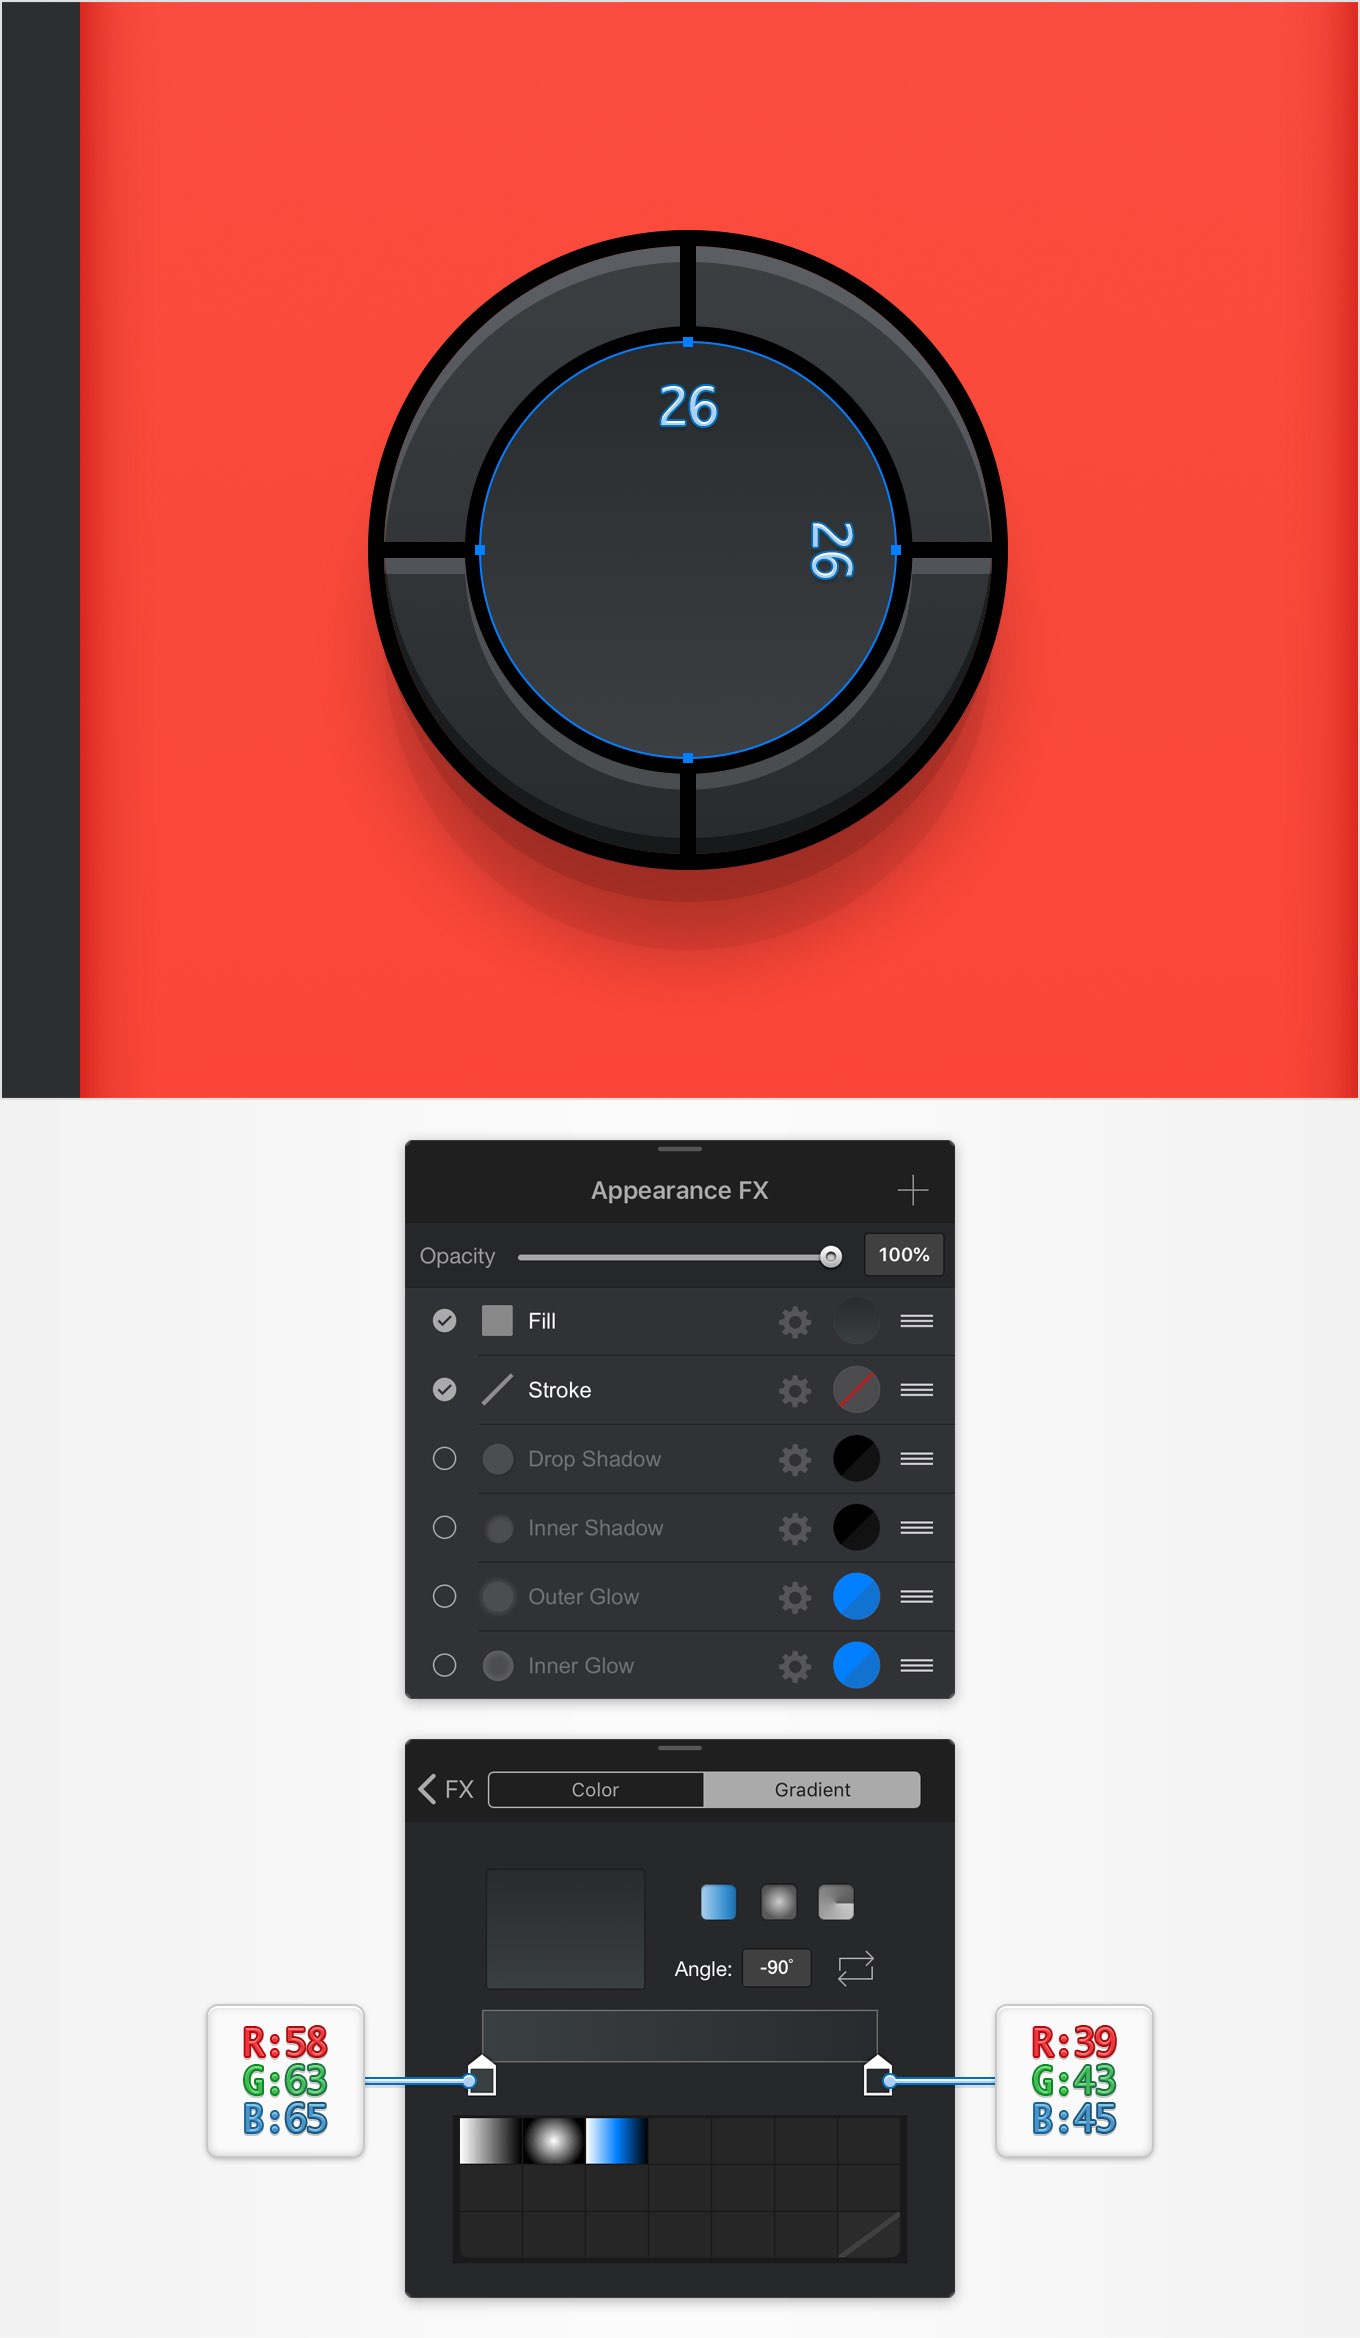 26
26
Appearance FX
Opacity 100%
Fill
Stroke
Drop Shadow
Inner Shadow
Outer Glow
Inner Glow
FX Color Gradient
Angle: -90°
R:58
G:63
B:65
R:39
G:43
B:45